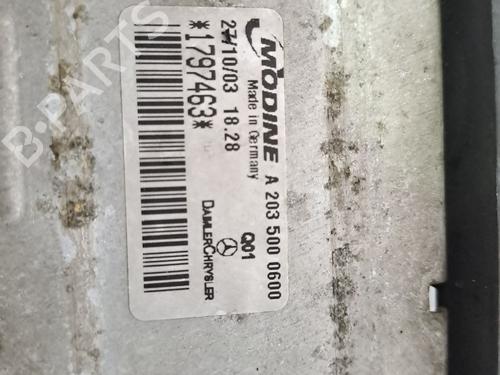 MODINE
Made in Germany
A 203 500 0600
27/10/03 18.28
Q01
*1797463*
DAIMLERCHRYSLER
B-PARTS